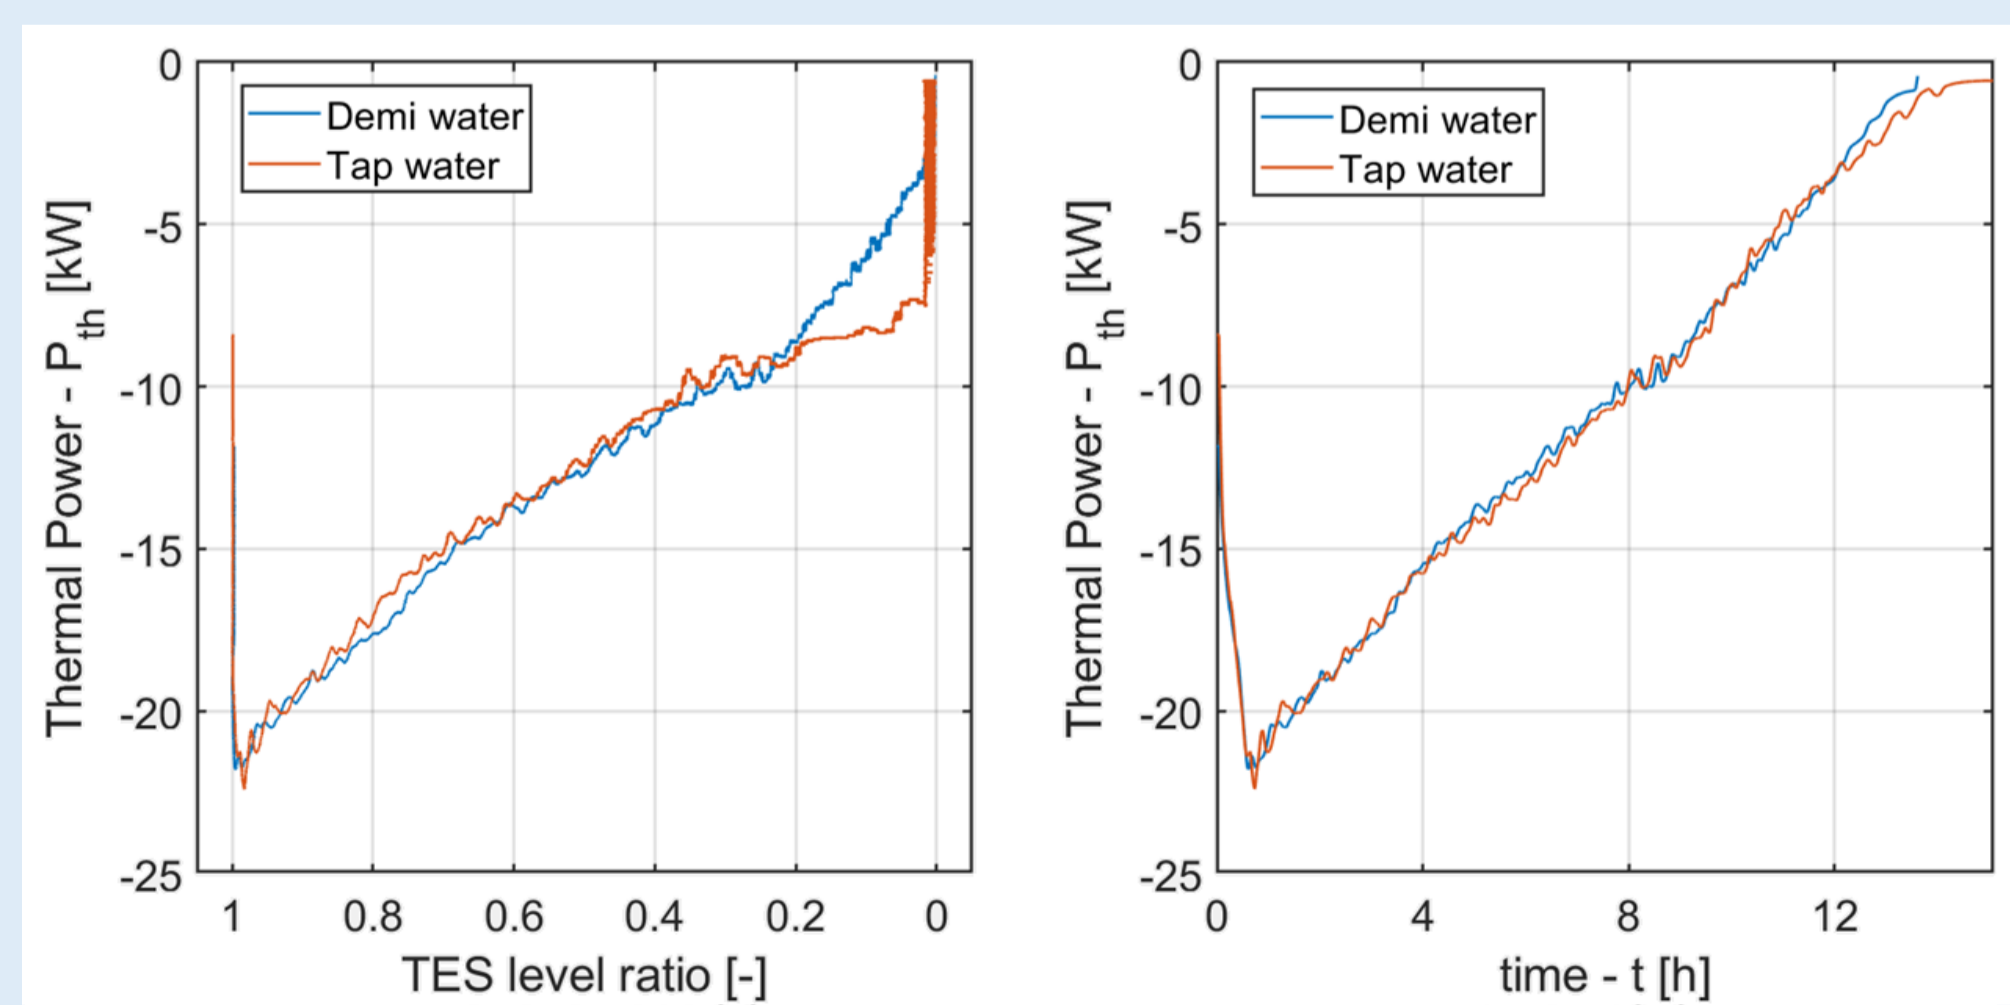 0
-5
-10
-15
-20
-25
Thermal Power - P_th [kW]
Demi water
Tap water
1 0.8 0.6 0.4 0.2 0
TES level ratio [-]
0
-5
-10
-15
-20
-25
Thermal Power - P_th [kW]
Demi water
Tap water
0 4 8 12
time - t [h]